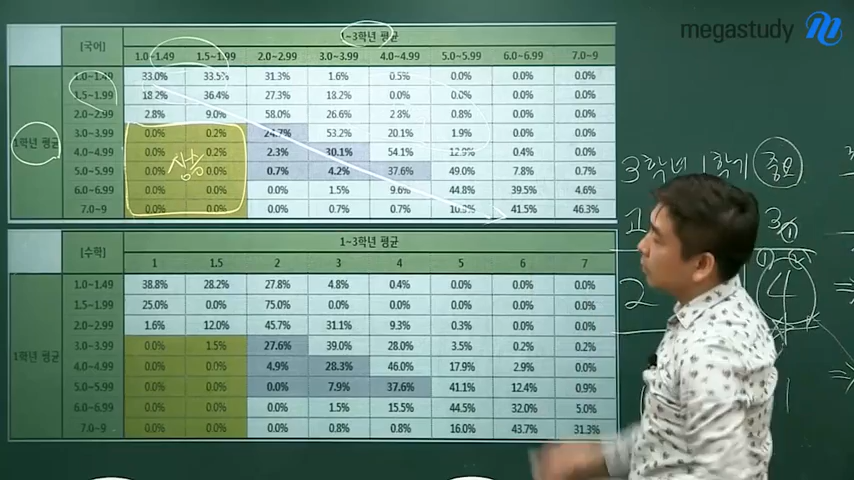 megastudy
[국어] 1~3학년 평균
1.0~1.49 1.5~1.99 2.0~2.99 3.0~3.99 4.0~4.99 5.0~5.99 6.0~6.99 7.0~9
1학년 평균
1.0~1.49 33.0% 33.5% 31.3% 1.6% 0.5% 0.0% 0.0% 0.0%
1.5~1.99 18.2% 36.4% 27.3% 18.2% 0.0% 0.0% 0.0% 0.0%
2.0~2.99 2.8% 9.0% 58.0% 26.6% 2.8% 0.8% 0.0% 0.0%
3.0~3.99 0.0% 0.2% 24.7% 53.2% 20.1% 1.9% 0.0% 0.0%
4.0~4.99 0.0% 0.2% 2.3% 30.1% 54.1% 12.9% 0.4% 0.0%
5.0~5.99 0.0% 0.0% 0.7% 4.2% 37.6% 49.0% 7.8% 0.7%
6.0~6.99 0.0% 0.0% 0.0% 1.5% 9.6% 44.8% 39.5% 4.6%
7.0~9 0.0% 0.0% 0.0% 0.7% 0.7% 41.5% 46.3%
[수학] 1~3학년 평균
1 1.5 2 3 4 5 6 7
1학년 평균
1.0~1.49 38.8% 28.2% 27.8% 4.8% 0.4% 0.0% 0.0% 0.0%
1.5~1.99 25.0% 0.0% 75.0% 0.0% 0.0% 0.0% 0.0% 0.0%
2.0~2.99 1.6% 12.0% 45.7% 31.1% 9.3% 0.3% 0.0% 0.0%
3.0~3.99 0.0% 1.5% 27.6% 39.0% 28.0% 3.5% 0.2% 0.2%
4.0~4.99 0.0% 0.0% 4.9% 28.3% 46.0% 17.9% 2.9% 0.0%
5.0~5.99 0.0% 0.0% 0.0% 7.9% 37.6% 41.1% 12.4% 0.9%
6.0~6.99 0.0% 0.0% 0.0% 1.5% 15.5% 44.5% 32.0% 5.0%
7.0~9 0.0% 0.0% 0.0% 0.8% 0.8% 16.0% 43.7% 31.3%
3학년 1학기 중요
1 3
2 4
1